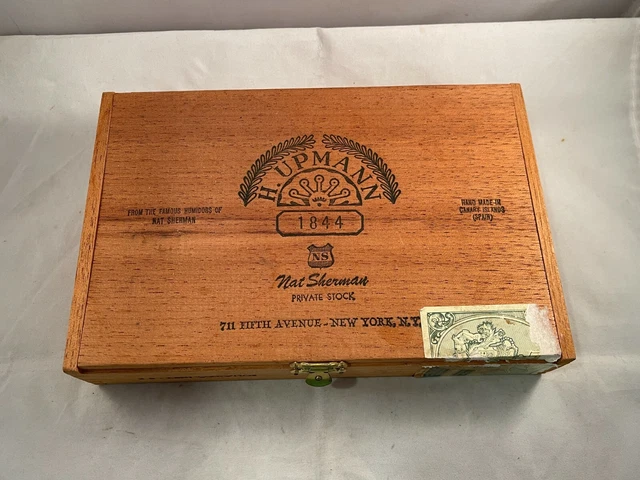 H. UPMANN
1844
FROM THE FAMOUS HUMIDORS OF
NAT SHERMAN
HAND MADE IN
CANARY ISLANDS
(SPAIN)
NS
Nat Sherman
PRIVATE STOCK
711 FIFTH AVENUE - NEW YORK, N.Y.